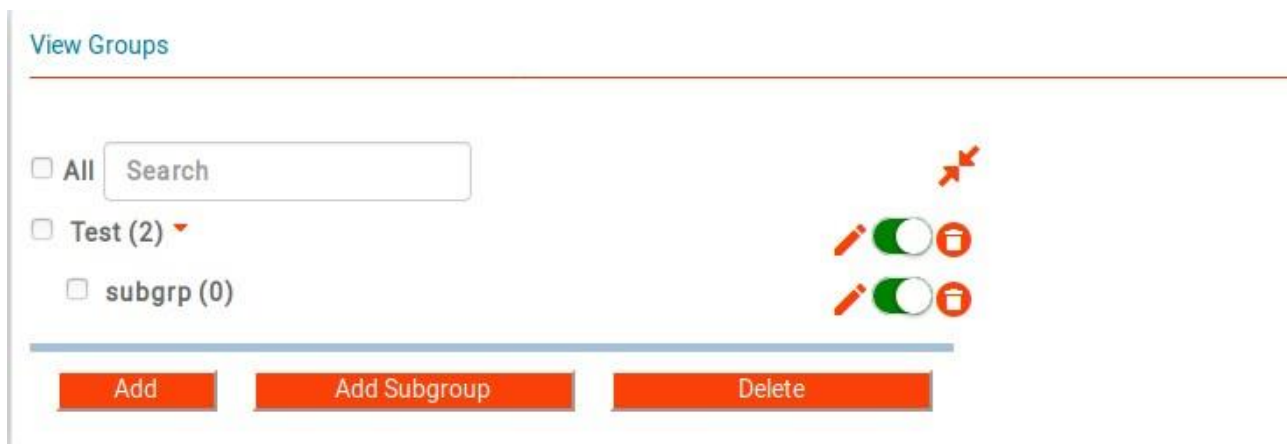 View Groups
All Search
Test (2)
subgrp (0)
Add Add Subgroup Delete